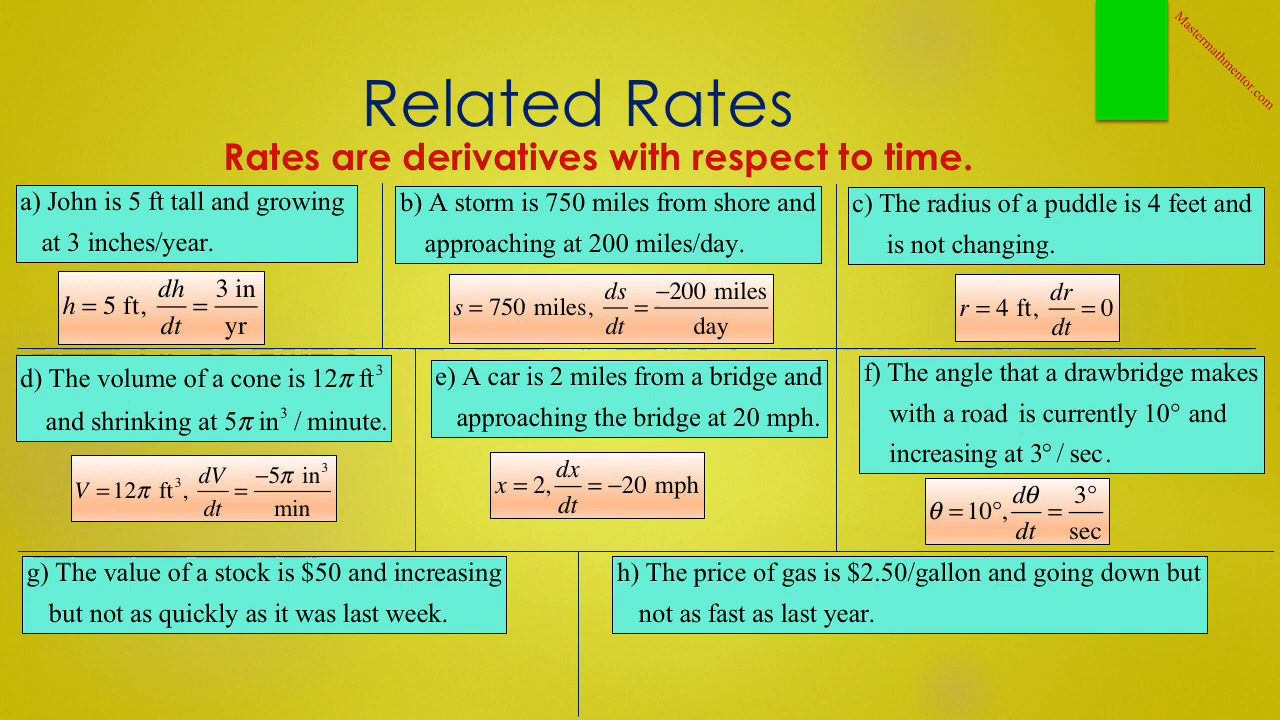 Mastermathmentor.com
Related Rates
Rates are derivatives with respect to time.
a) John is 5 ft tall and growing
at 3 inches/year.
h = 5 ft, dh/dt = 3 in/yr
b) A storm is 750 miles from shore and
approaching at 200 miles/day.
s = 750 miles, ds/dt = −200 miles/day
c) The radius of a puddle is 4 feet and
is not changing.
r = 4 ft, dr/dt = 0
d) The volume of a cone is 12π ft³
and shrinking at 5π in³ / minute.
V = 12π ft³, dV/dt = −5π in³/min
e) A car is 2 miles from a bridge and
approaching the bridge at 20 mph.
x = 2, dx/dt = −20 mph
f) The angle that a drawbridge makes
with a road is currently 10° and
increasing at 3° / sec.
θ = 10°, dθ/dt = 3°/sec
g) The value of a stock is $50 and increasing
but not as quickly as it was last week.
h) The price of gas is $2.50/gallon and going down but
not as fast as last year.